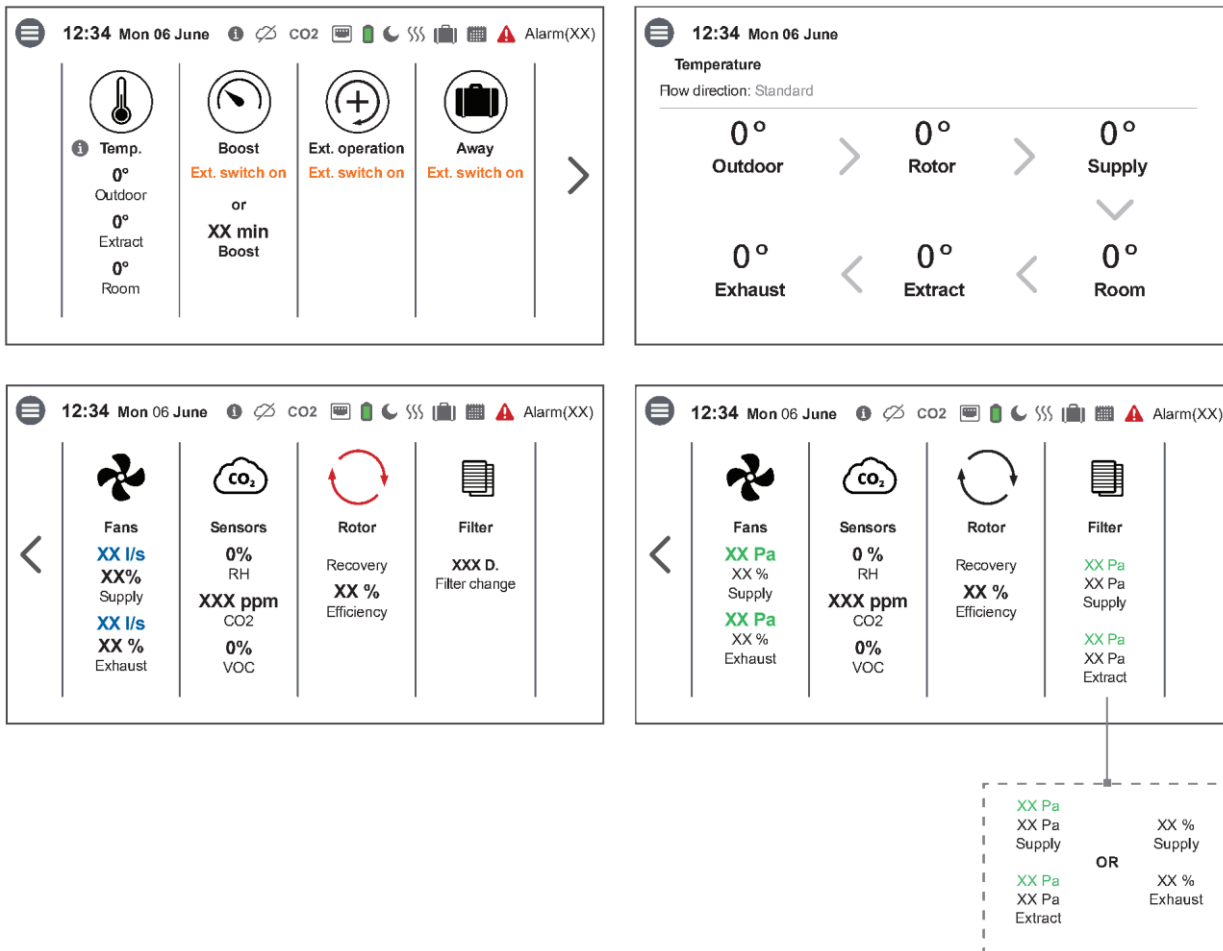 12:34 Mon 06 June CO2 Alarm(XX)
Temp.
0°
Outdoor
0°
Extract
0°
Room
Boost
Ext. switch on
or
XX min
Boost
Ext. operation
Ext. switch on
Away
Ext. switch on
12:34 Mon 06 June
Temperature
Flow direction: Standard
0° 0° 0°
Outdoor Rotor Supply
0° 0° 0°
Exhaust Extract Room
12:34 Mon 06 June CO2 Alarm(XX)
CO2
Fans
XX l/s
XX%
Supply
XX l/s
XX %
Exhaust
Sensors
0%
RH
XXX ppm
CO2
0%
VOC
Rotor
Recovery
XX %
Efficiency
Filter
XXX D.
Filter change
12:34 Mon 06 June CO2 Alarm(XX)
CO2
Fans
XX Pa
XX %
Supply
XX Pa
XX %
Exhaust
Sensors
0 %
RH
XXX ppm
CO2
0%
VOC
Rotor
Recovery
XX %
Efficiency
Filter
XX Pa
XX Pa
Supply
XX Pa
XX Pa
Extract
XX Pa
XX Pa
Supply
XX Pa
XX Pa
Extract
OR
XX %
Supply
XX %
Exhaust